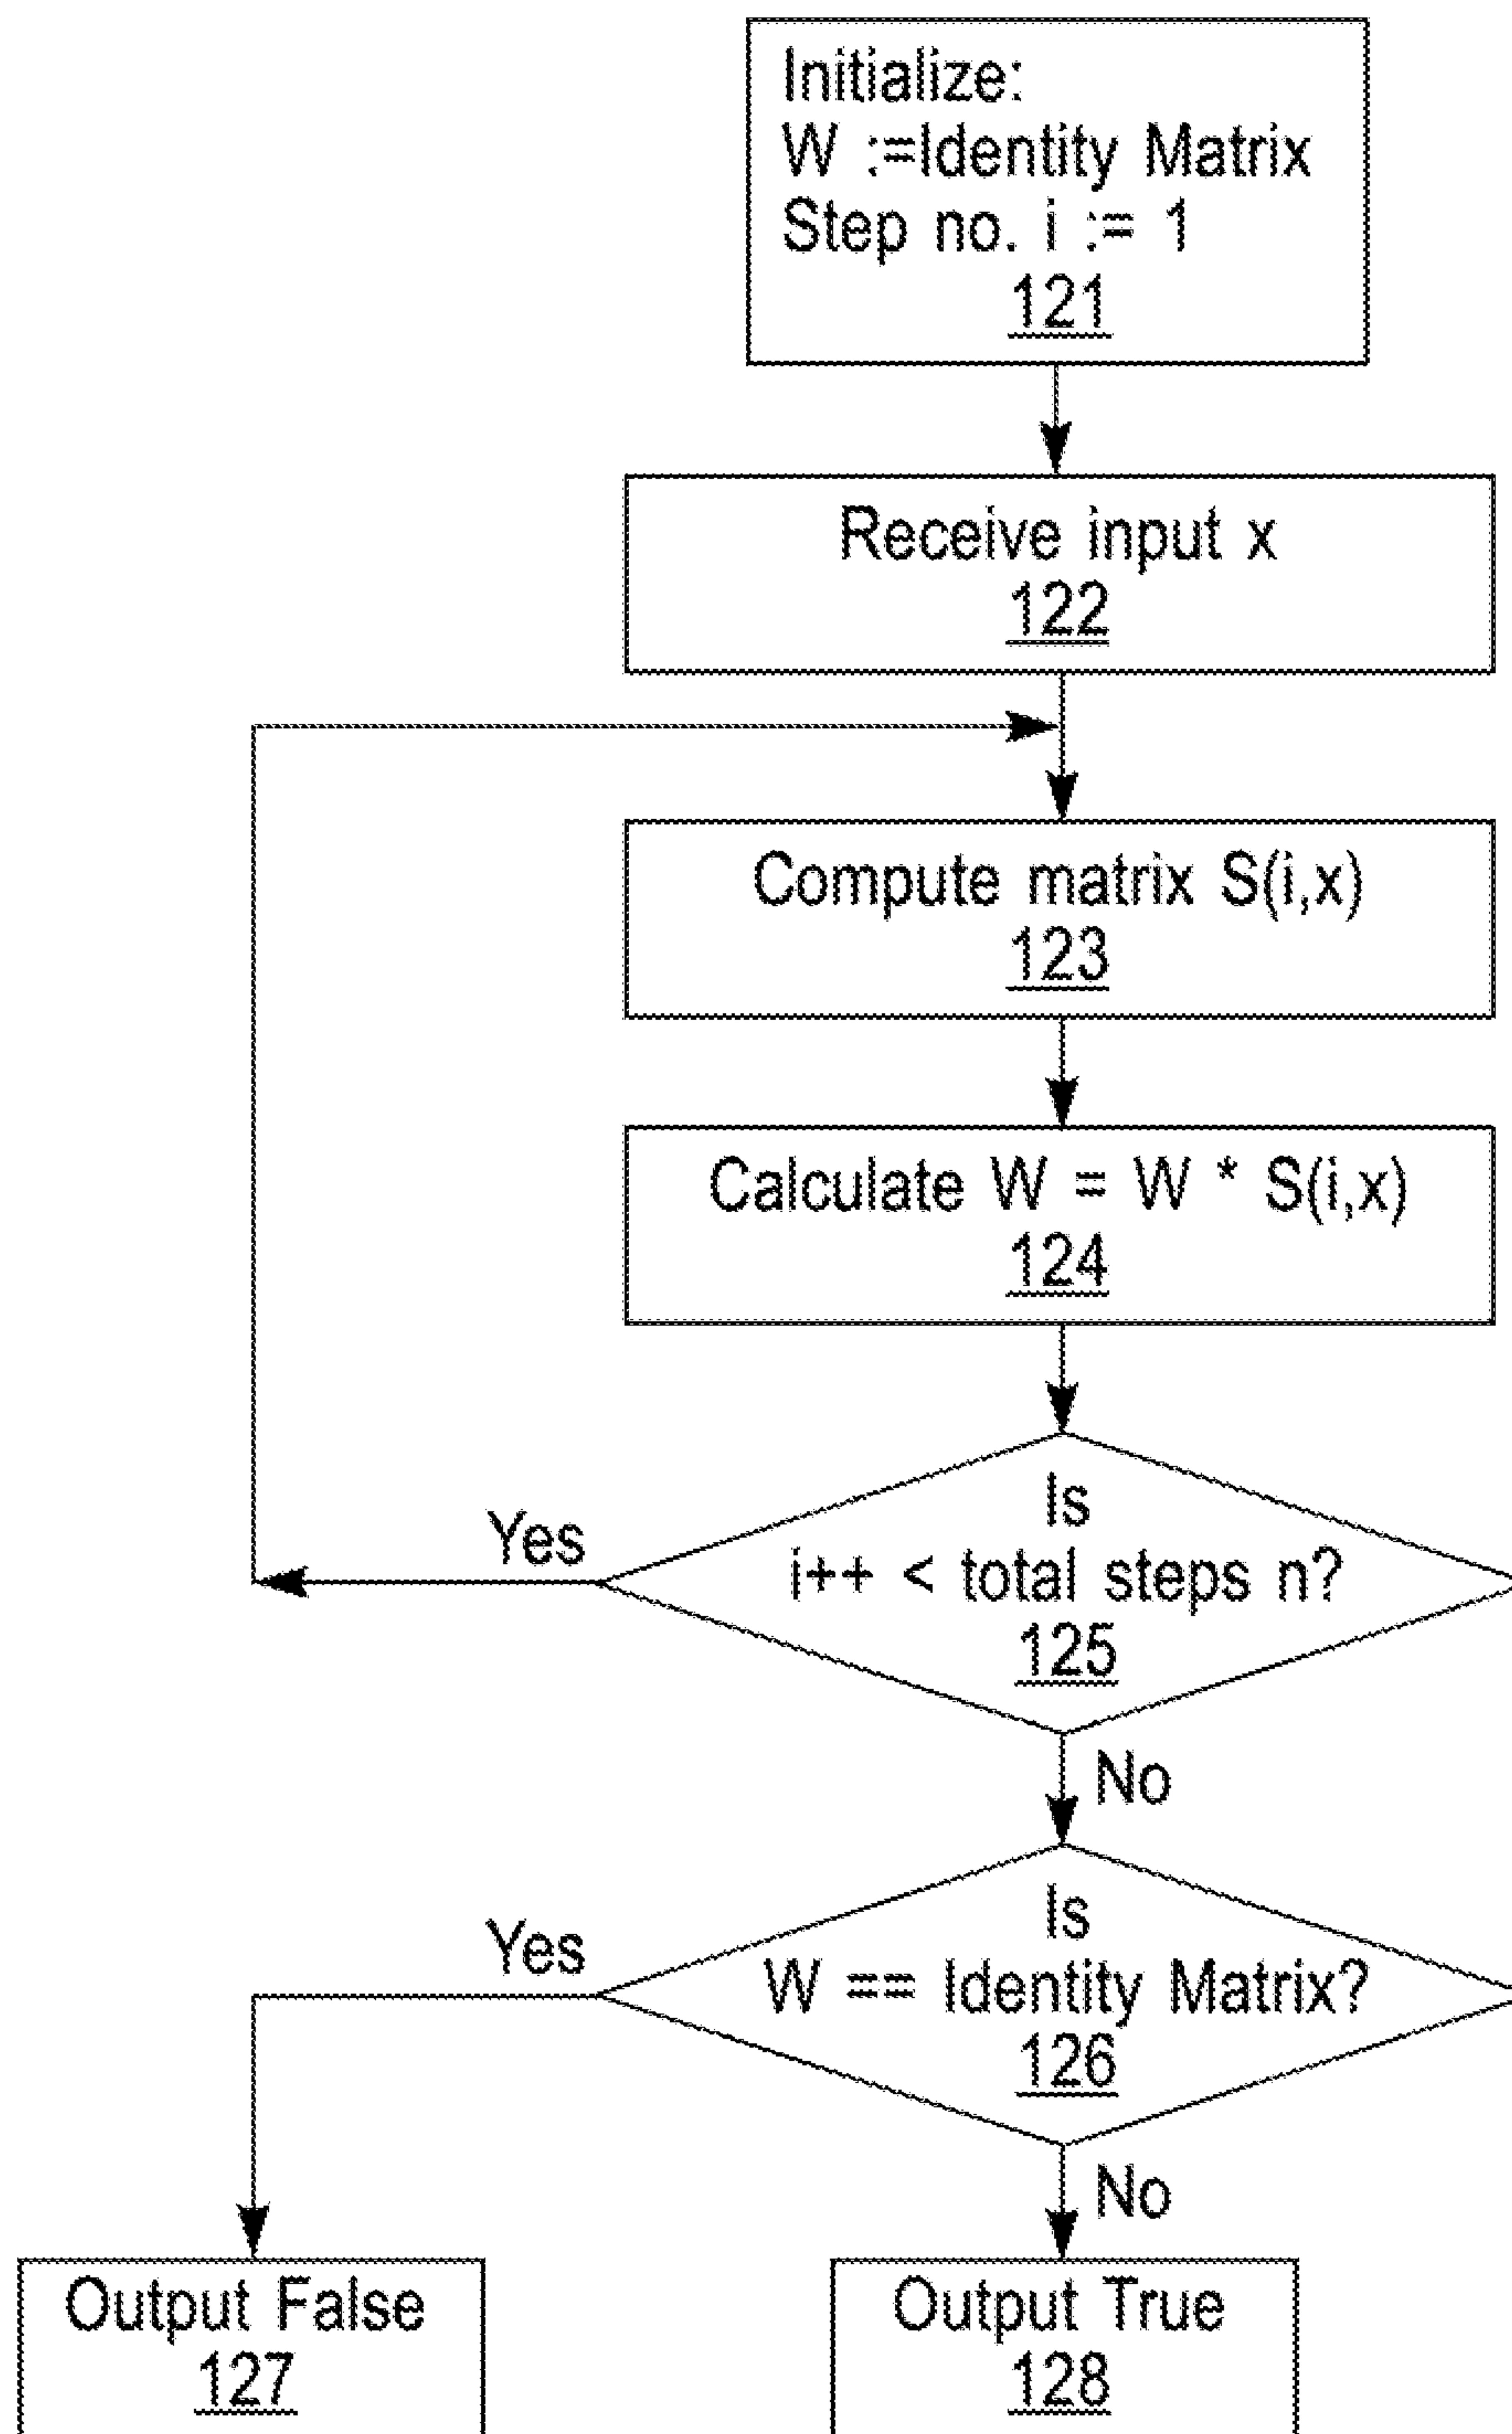 Initialize:
W :=Identity Matrix
Step no. i := 1
121
Receive input x
122
Compute matrix S(i,x)
123
Calculate W = W * S(i,x)
124
Is
i++ < total steps n?
125
Yes
No
Is
W == Identity Matrix?
126
Yes
No
Output False
127
Output True
128